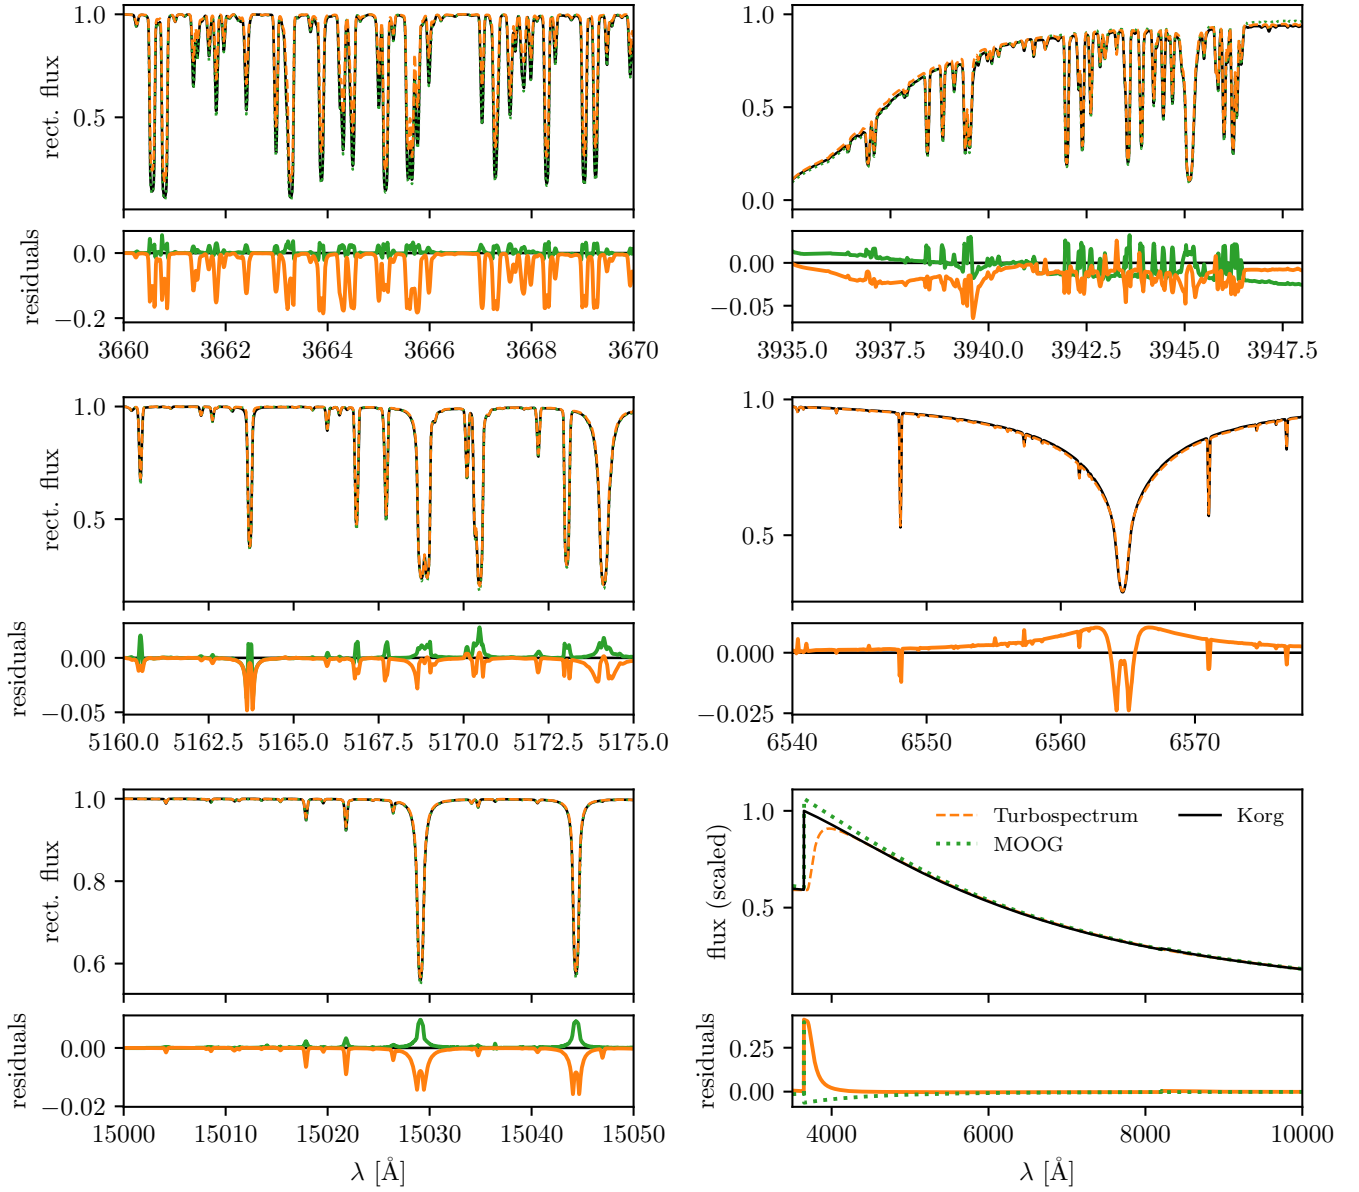 1.0
0.5
rect. flux
0.0
−0.2
residuals
3660 3662 3664 3666 3668 3670
1.0
0.5
0.0
0.00
−0.05
3935.0 3937.5 3940.0 3942.5 3945.0 3947.5
1.0
0.5
rect. flux
0.00
−0.05
residuals
5160.0 5162.5 5165.0 5167.5 5170.0 5172.5 5175.0
1.0
0.5
0.000
−0.025
6540 6550 6560 6570
1.0
0.8
0.6
rect. flux
0.00
−0.02
residuals
15000 15010 15020 15030 15040 15050
λ [Å]
1.0
0.5
flux (scaled)
Turbospectrum
MOOG
Korg
0.25
0.00
residuals
4000 6000 8000 10000
λ [Å]